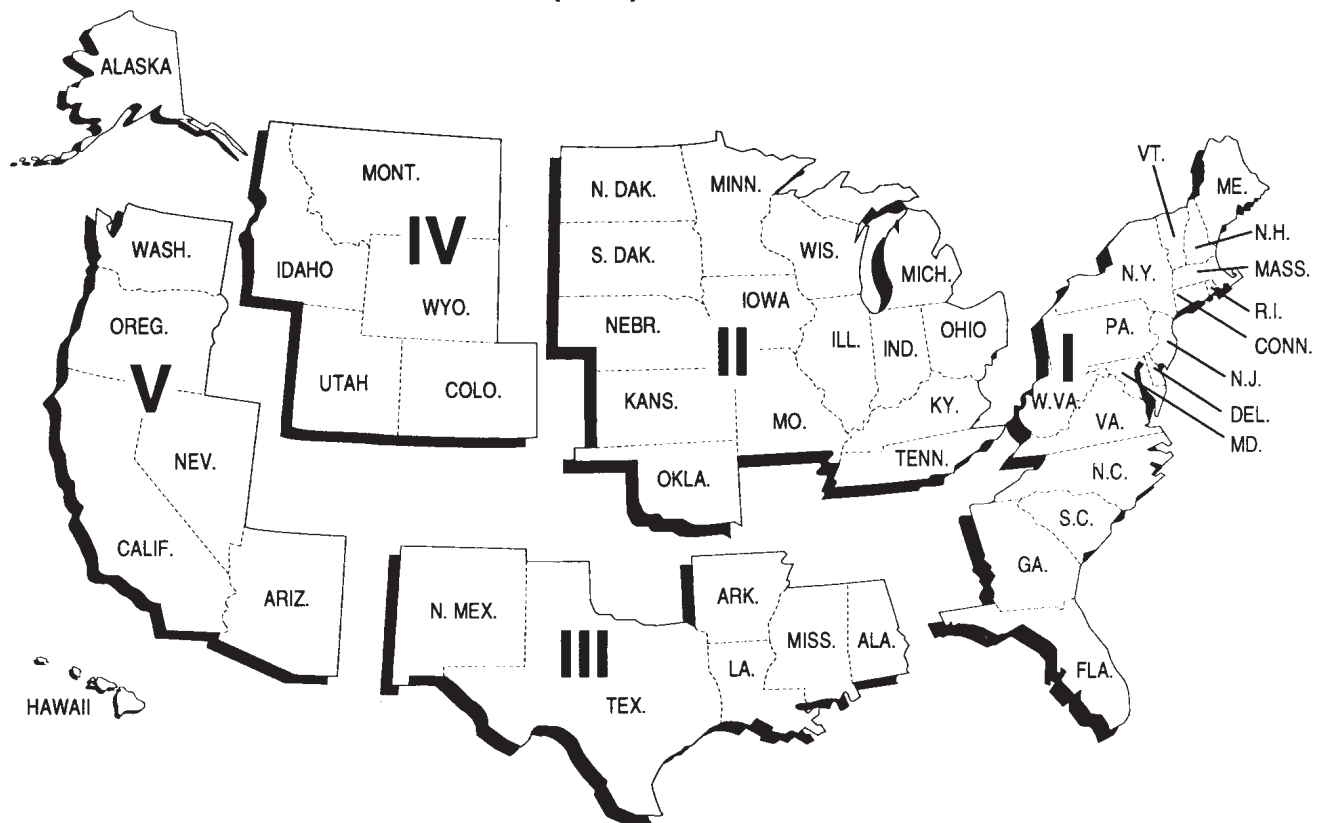 ALASKA
MONT.
IV
IDAHO
WYO.
UTAH
COLO.
WASH.
OREG.
V
NEV.
CALIF.
ARIZ.
HAWAII
N. DAK.
MINN.
S. DAK.
WIS.
MICH.
NEBR.
IOWA
II
ILL.
IND.
OHIO
KANS.
MO.
KY.
OKLA.
TENN.
N. MEX.
III
TEX.
ARK.
LA.
MISS.
ALA.
VT.
ME.
N.H.
MASS.
N.Y.
R.I.
CONN.
PA.
I
N.J.
DEL.
MD.
W.VA
VA.
N.C.
S.C.
GA.
FLA.